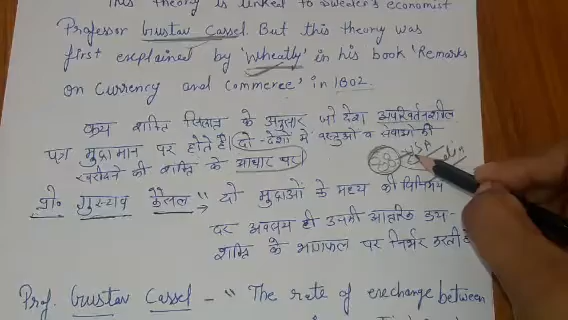 This theory is linked to Sweden's economist
Professor Gustav Cassel. But this theory was
first explained by 'Wheatly' in his book 'Remarks
on Currency and Commerce' in 1802.
क्रय शक्ति सिद्धान्त के अनुसार जो देश अपरिवर्तनशील
पत्र मुद्रामान पर होते हैं। दो-देशों में वस्तुओं व सेवाओं की
खरीदने की शक्ति के आधार पर
USA
प्रो. गुस्टाव कैसल → " दो मुद्राओं के मध्य की विनिमय
दर अवश्य ही उनकी आन्तरिक क्रय-
शक्ति के भागफल पर निर्भर करती है
Prof. Gustav Cassel - " The rate of exchange between